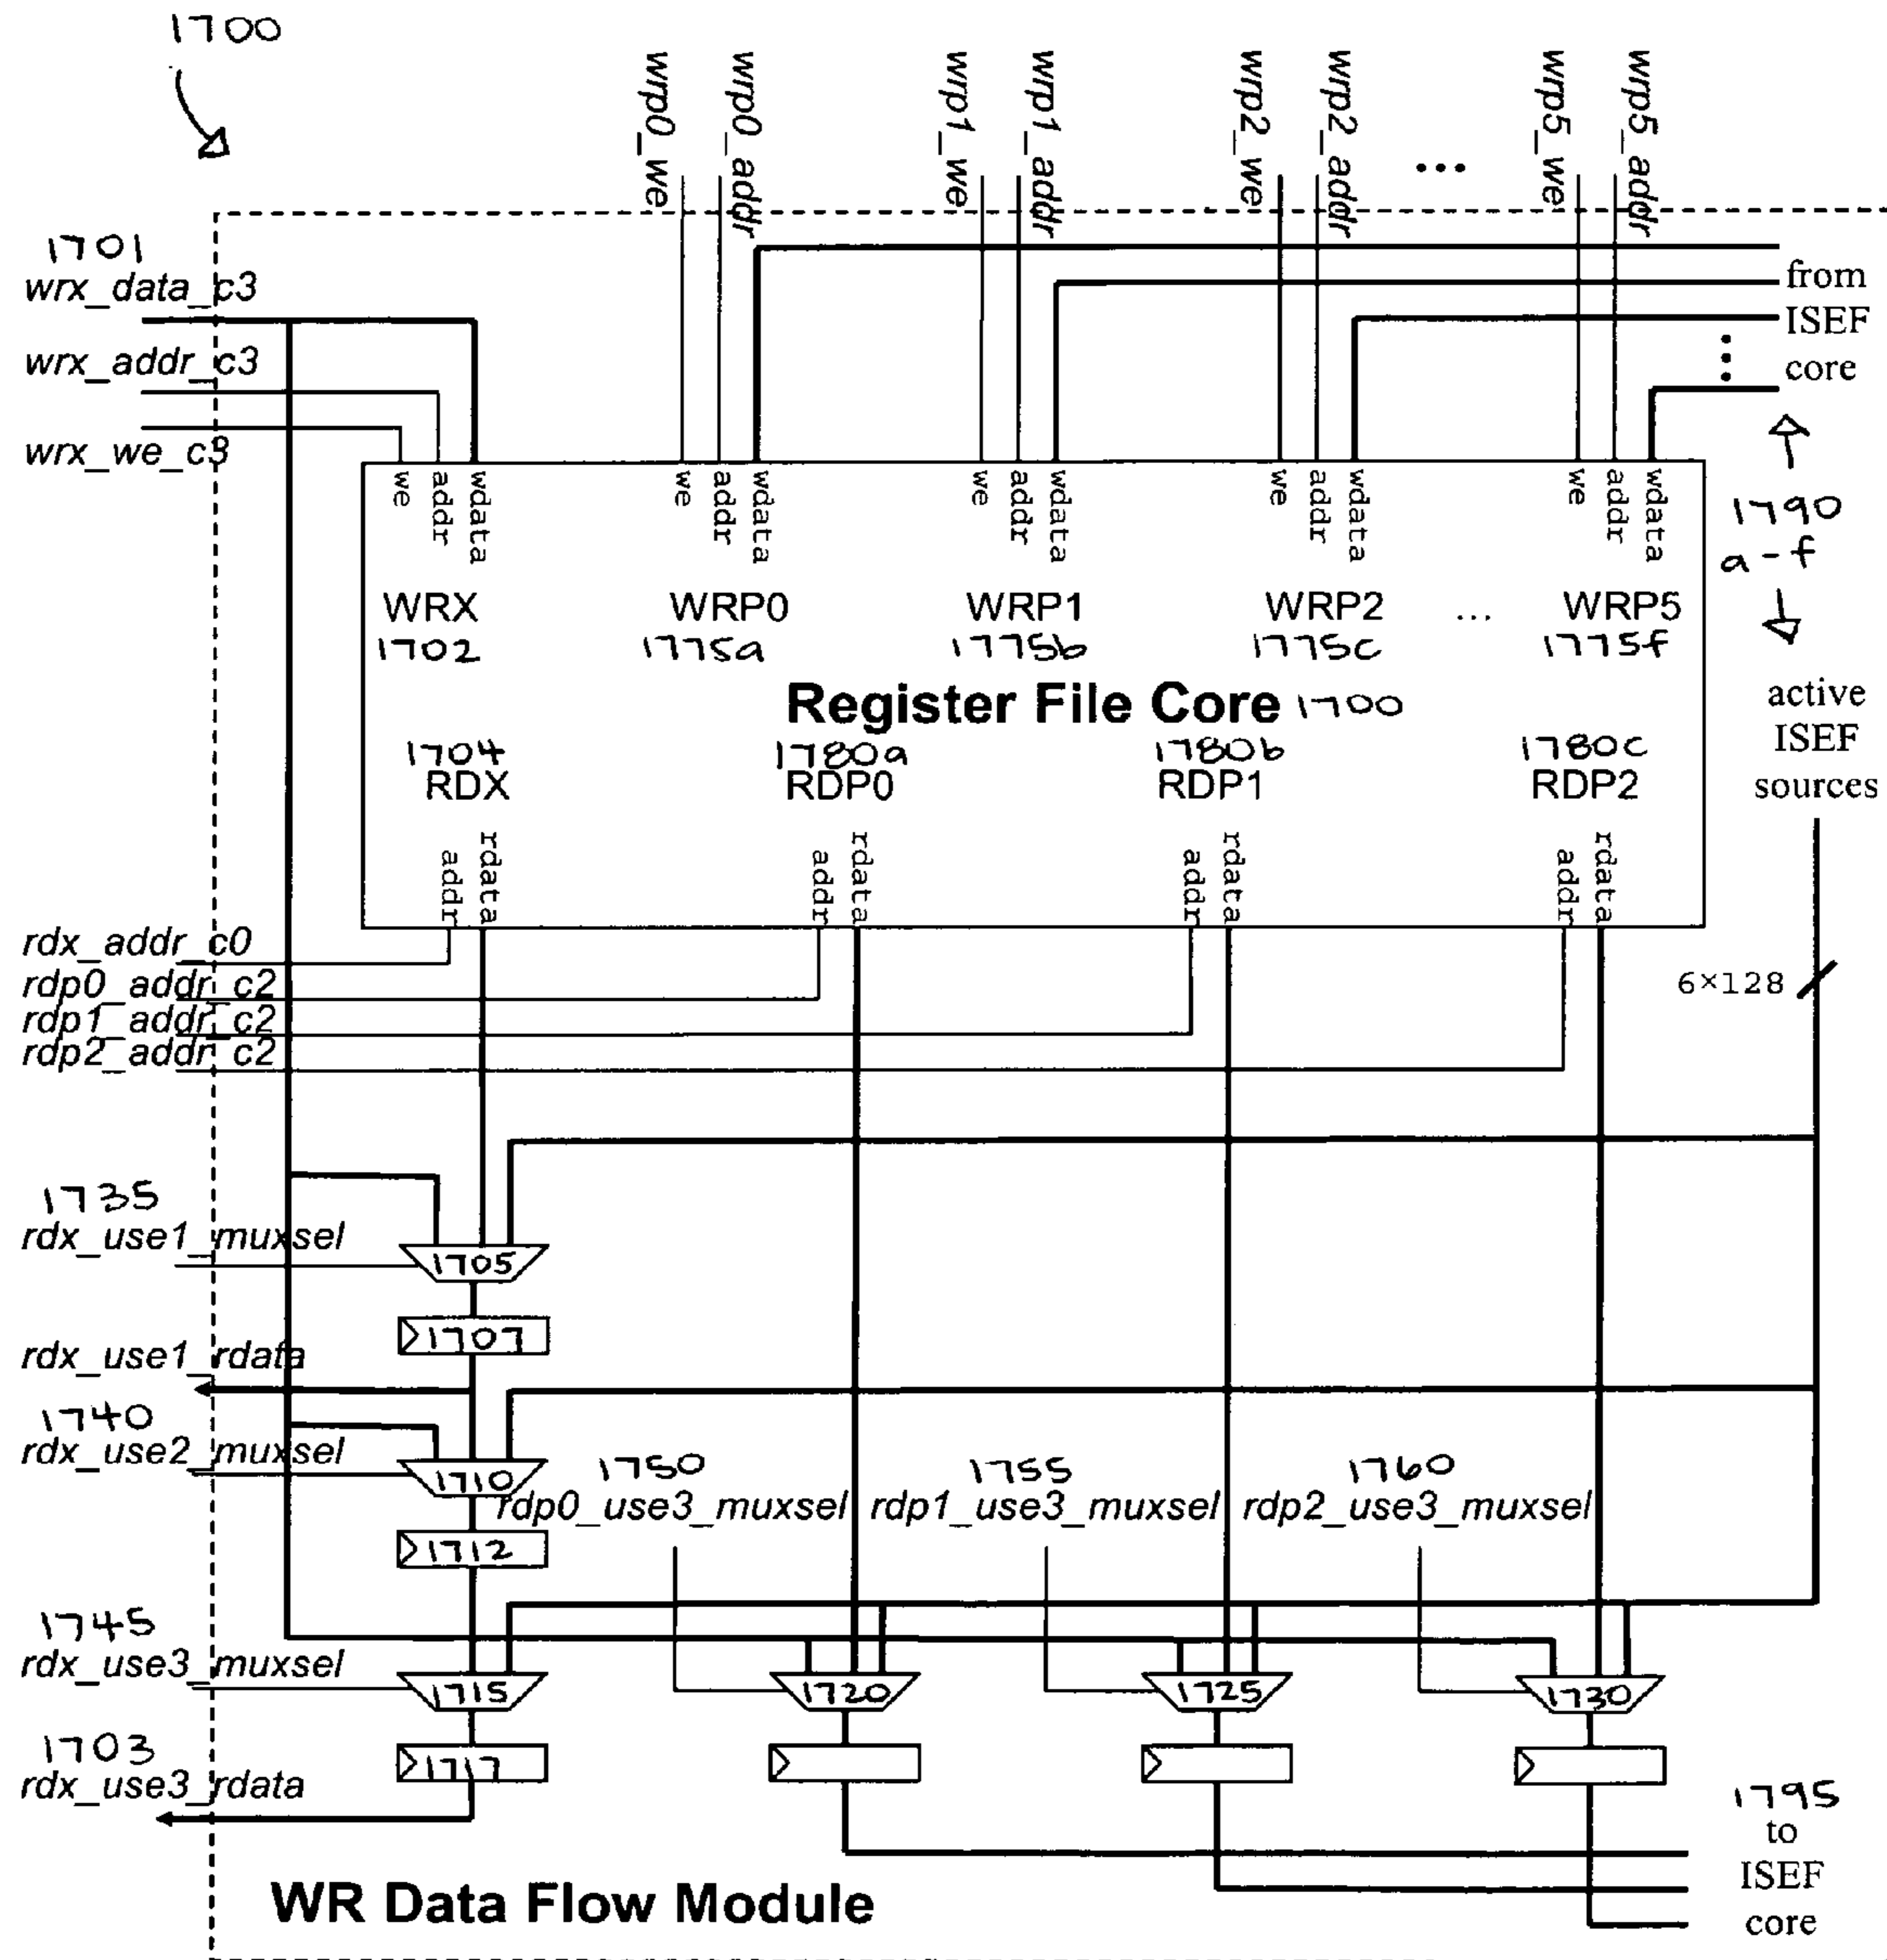 1700
wrp0_we
wrp0_addr
wrp1_we
wrp1_addr
wrp2_we
wrp2_addr
...
wrp5_we
wrp5_addr
1701
wrx_data_c3
wrx_addr_c3
wrx_we_c3
from
ISEF
core
we
addr
wdata
we
addr
wdata
we
addr
wdata
we
addr
wdata
we
addr
wdata
1790
a-f
WRX
WRP0
WRP1
WRP2
...
WRP5
1702
1775a
1775b
1775c
1775f
Register File Core 1700
active
ISEF
sources
1704
1780a
1780b
1780c
RDX
RDP0
RDP1
RDP2
addr
rdata
addr
rdata
addr
rdata
addr
rdata
rdx_addr_c0
rdp0_addr_c2
rdp1_addr_c2
rdp2_addr_c2
6×128
1735
rdx_use1_muxsel
1705
1707
rdx_use1_rdata
1740
rdx_use2_muxsel
1710
1750
rdp0_use3_muxsel
1755
rdp1_use3_muxsel
1760
rdp2_use3_muxsel
1712
1745
rdx_use3_muxsel
1715
1720
1725
1730
1703
rdx_use3_rdata
1717
1795
to
ISEF
core
WR Data Flow Module